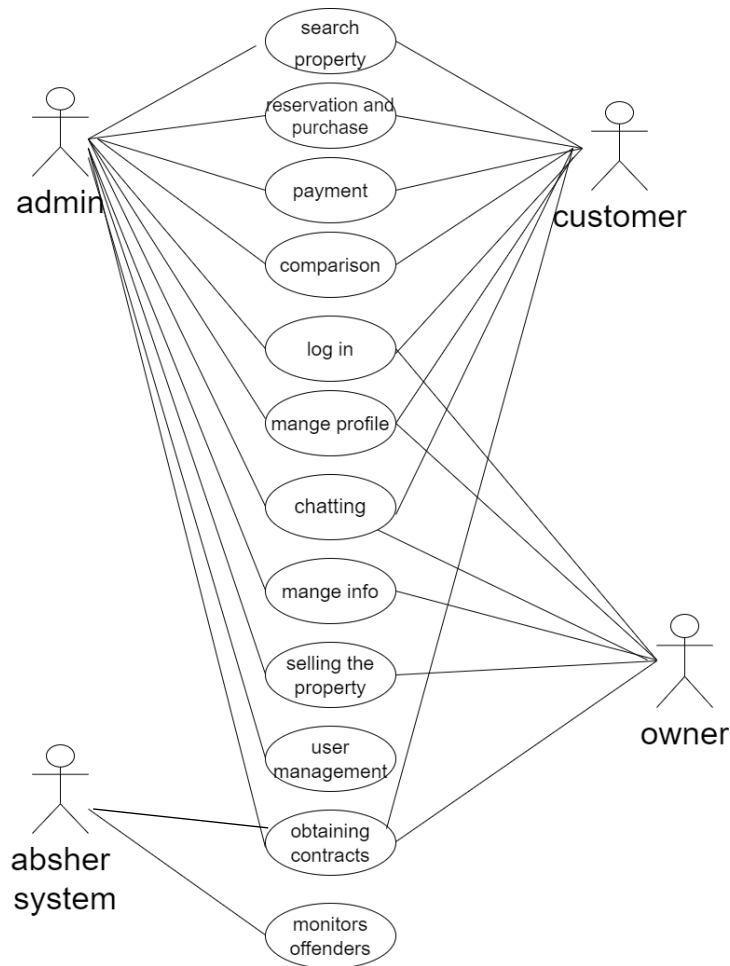 search
property
reservation and
purchase
admin
payment
customer
comparison
log in
mange profile
chatting
mange info
selling the
property
owner
user
management
absher
system
obtaining
contracts
monitors
offenders